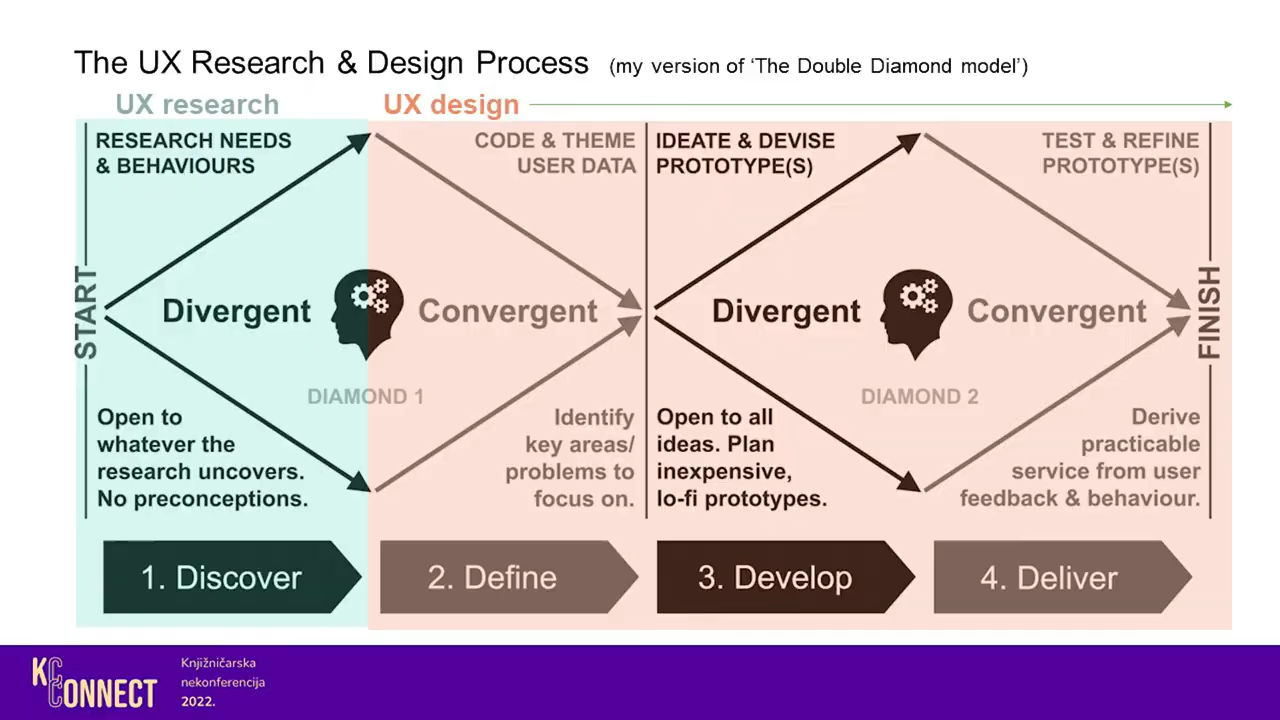 The UX Research & Design Process (my version of ‘The Double Diamond model’)
UX research
UX design
START
RESEARCH NEEDS
& BEHAVIOURS
Divergent
Open to
whatever the
research uncovers.
No preconceptions.
CODE & THEME
USER DATA
Convergent
DIAMOND 1
Identify
key areas/
problems to
focus on.
IDEATE & DEVISE
PROTOTYPE(S)
Divergent
Open to all
ideas. Plan
inexpensive,
lo-fi prototypes.
TEST & REFINE
PROTOTYPE(S)
Convergent
DIAMOND 2
Derive
practicable
service from user
feedback & behaviour.
FINISH
1. Discover
2. Define
3. Develop
4. Deliver
KC
CONNECT
Knjižničarska
nekonferencija
2022.